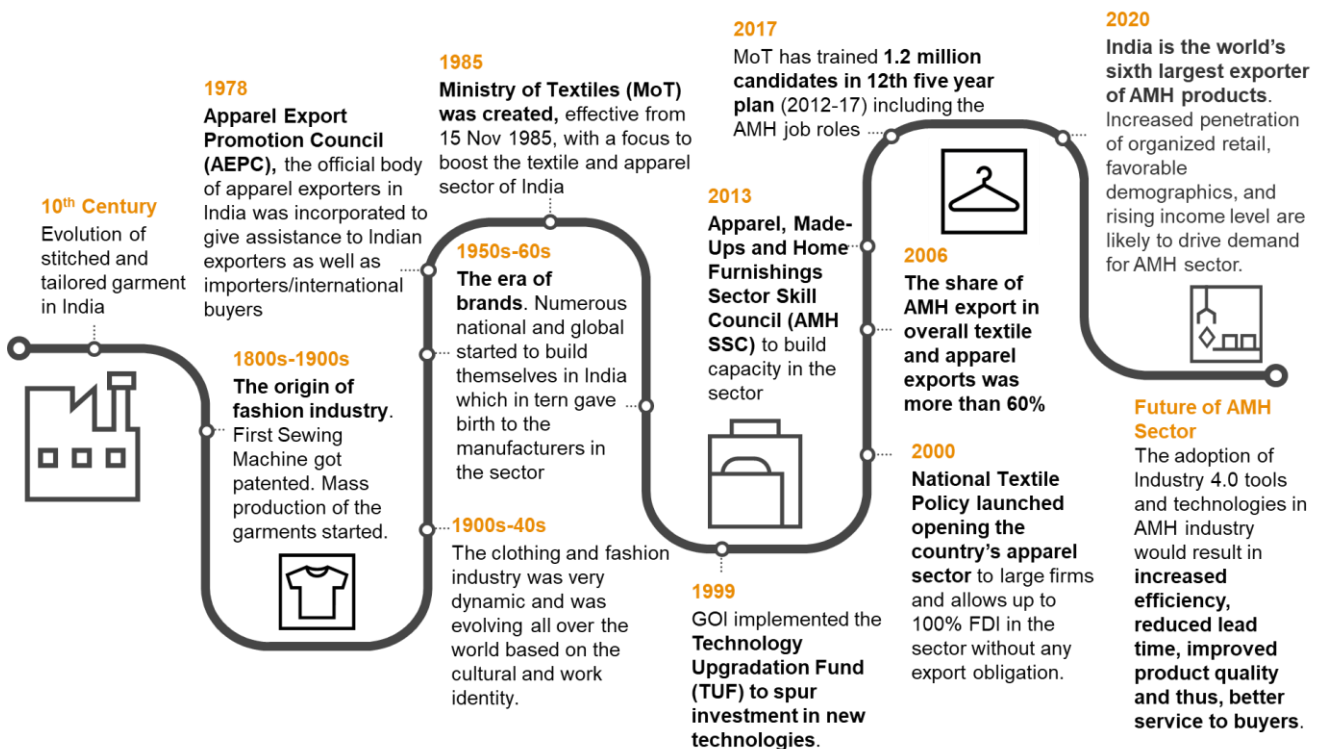 10th Century
Evolution of
stitched and
tailored garment
in India
1800s-1900s
The origin of
fashion industry.
First Sewing
Machine got
patented. Mass
production of the
garments started.
1900s-40s
The clothing and fashion
industry was very
dynamic and was
evolving all over the
world based on the
cultural and work
identity.
1950s-60s
The era of
brands. Numerous
national and global
started to build
themselves in India
which in tern gave
birth to the
manufacturers in
the sector
1978
Apparel Export
Promotion Council
(AEPC), the official body
of apparel exporters in
India was incorporated to
give assistance to Indian
exporters as well as
importers/international
buyers
1985
Ministry of Textiles (MoT)
was created, effective from
15 Nov 1985, with a focus to
boost the textile and apparel
sector of India
1999
GOI implemented the
Technology
Upgradation Fund
(TUF) to spur
investment in new
technologies.
2000
National Textile
Policy launched
opening the
country's apparel
sector to large firms
and allows up to
100% FDI in the
sector without any
export obligation.
2006
The share of
AMH export in
overall textile
and apparel
exports was
more than 60%
2013
Apparel, Made-
Ups and Home
Furnishings
Sector Skill
Council (AMH
SSC) to build
capacity in the
sector
2017
MoT has trained 1.2 million
candidates in 12th five year
plan (2012-17) including the
AMH job roles
2020
India is the world's
sixth largest exporter
of AMH products.
Increased penetration
of organized retail,
favorable
demographics, and
rising income level are
likely to drive demand
for AMH sector.
Future of AMH
Sector
The adoption of
Industry 4.0 tools
and technologies in
AMH industry
would result in
increased
efficiency,
reduced lead
time, improved
product quality
and thus, better
service to buyers.